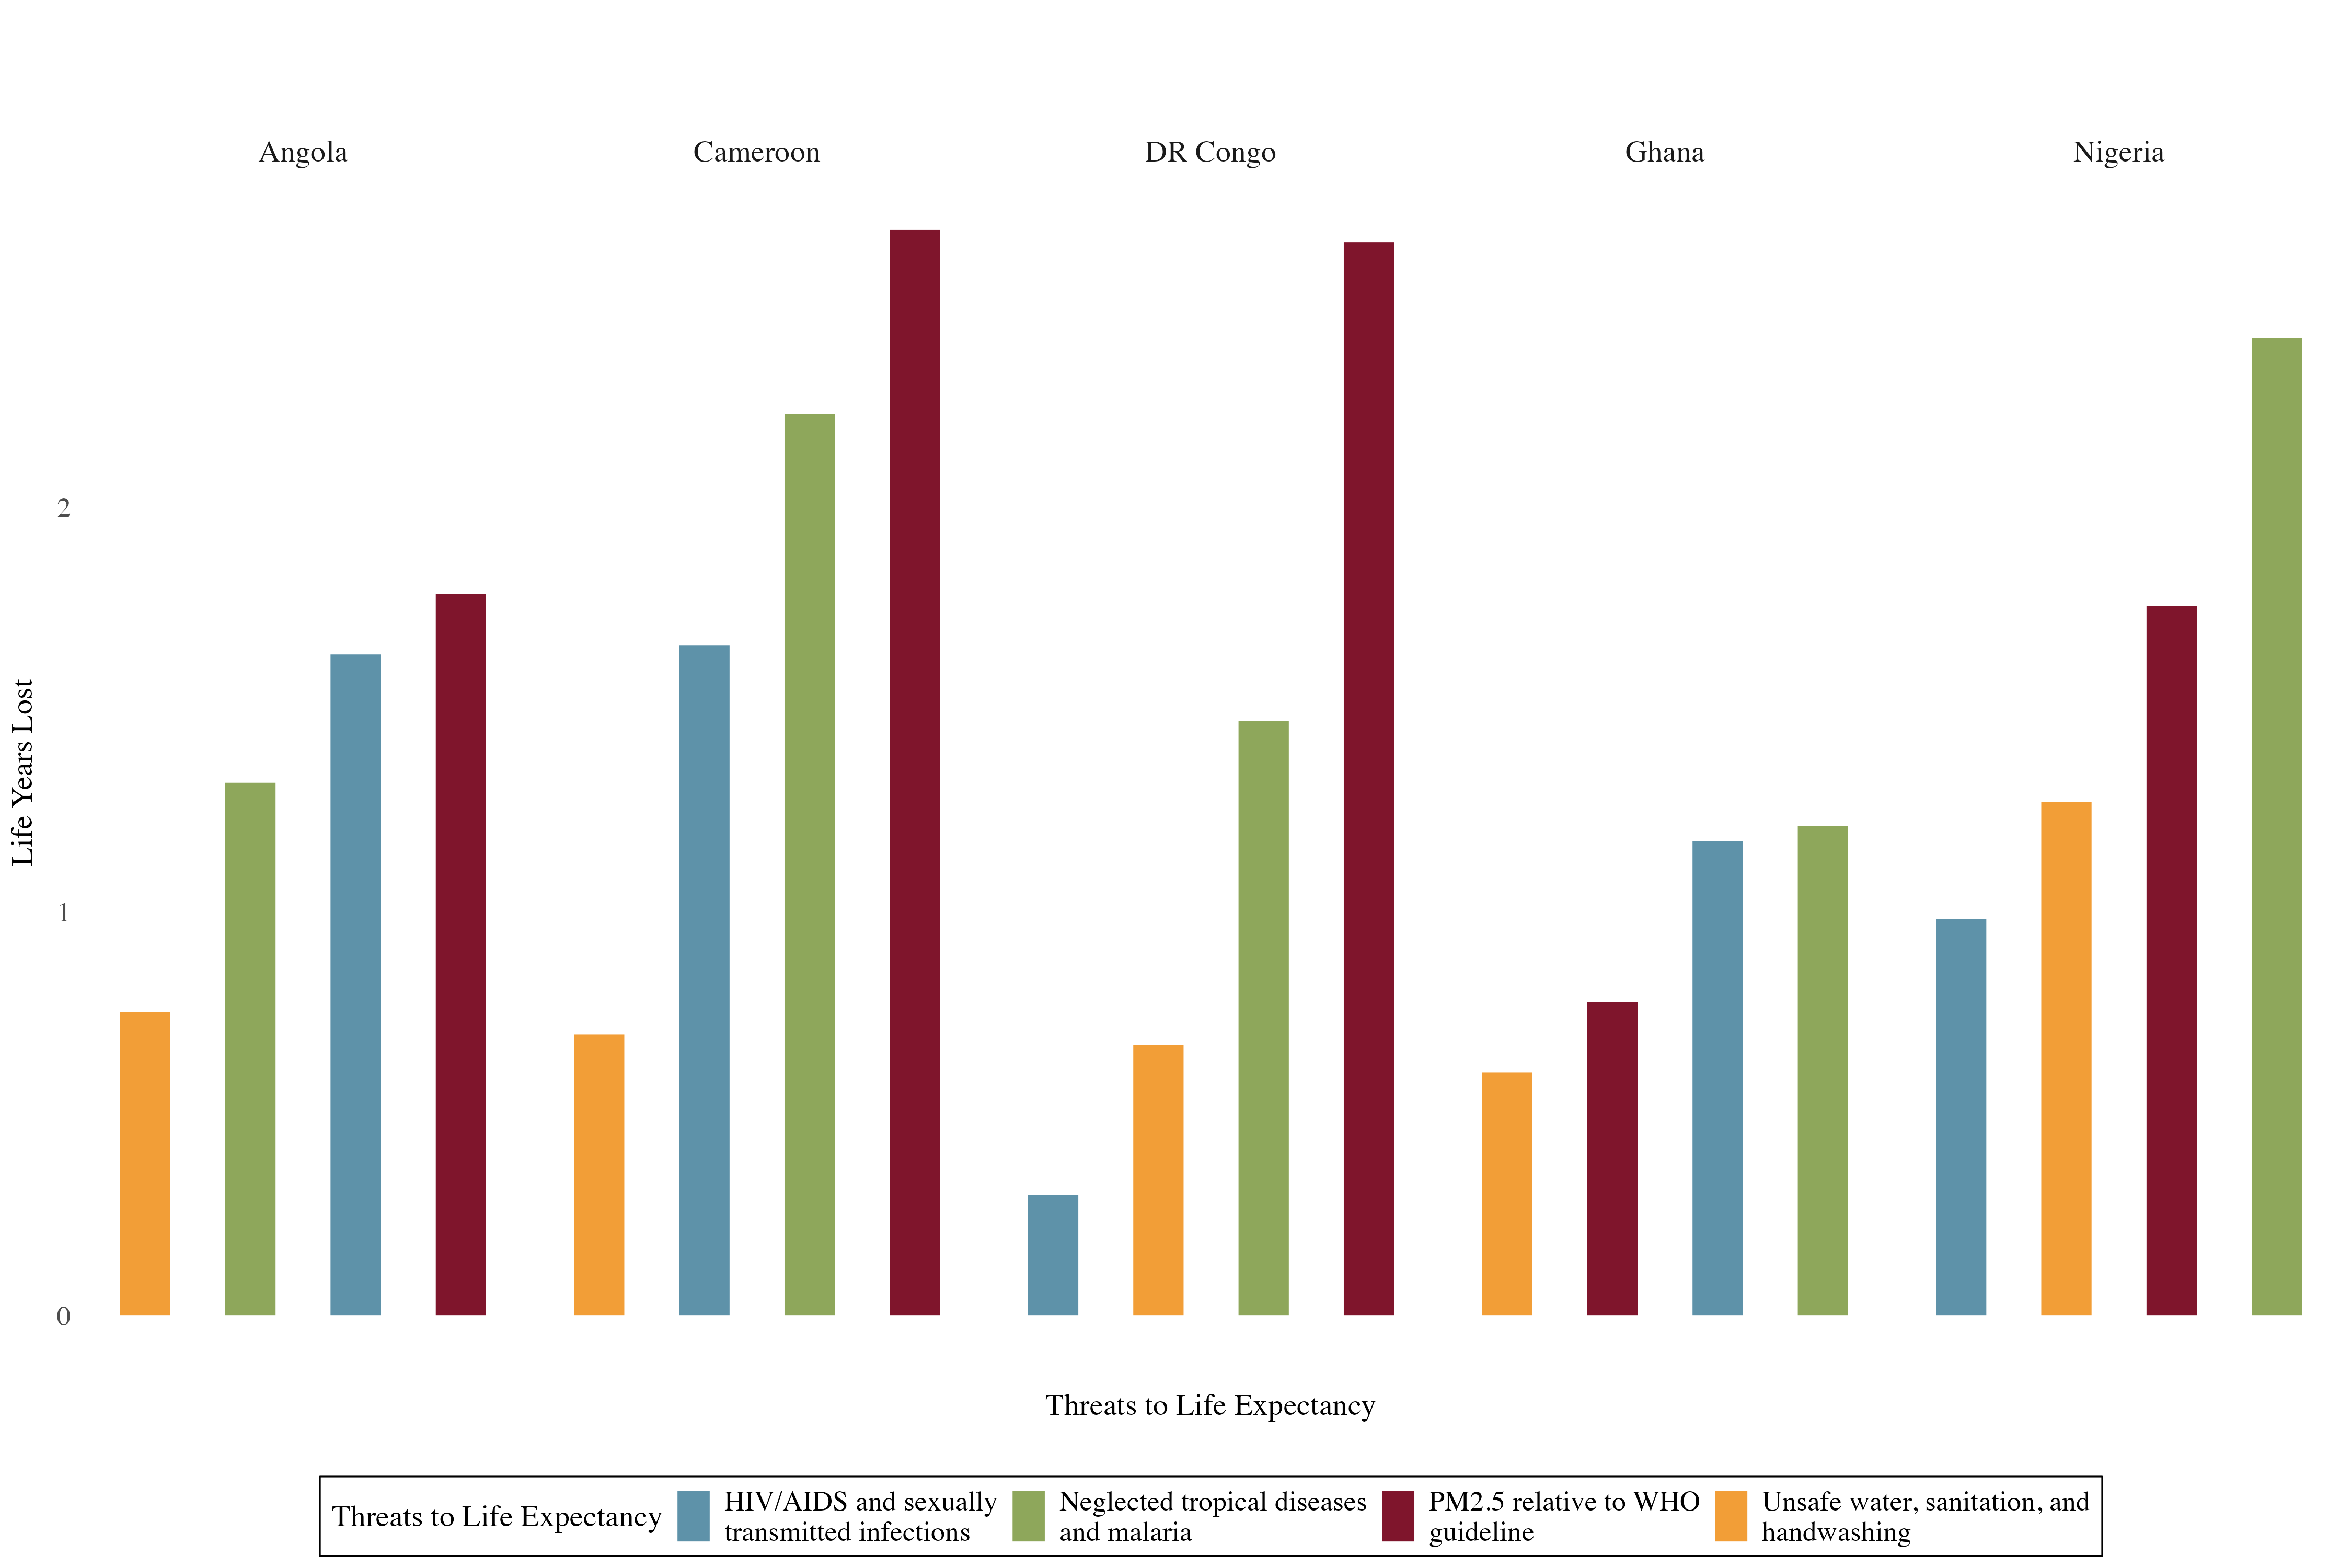 Angola
Cameroon
DR Congo
Ghana
Nigeria
2
1
0
Life Years Lost
Threats to Life Expectancy
Threats to Life Expectancy
HIV/AIDS and sexually
transmitted infections
Neglected tropical diseases
and malaria
PM2.5 relative to WHO
guideline
Unsafe water, sanitation, and
handwashing